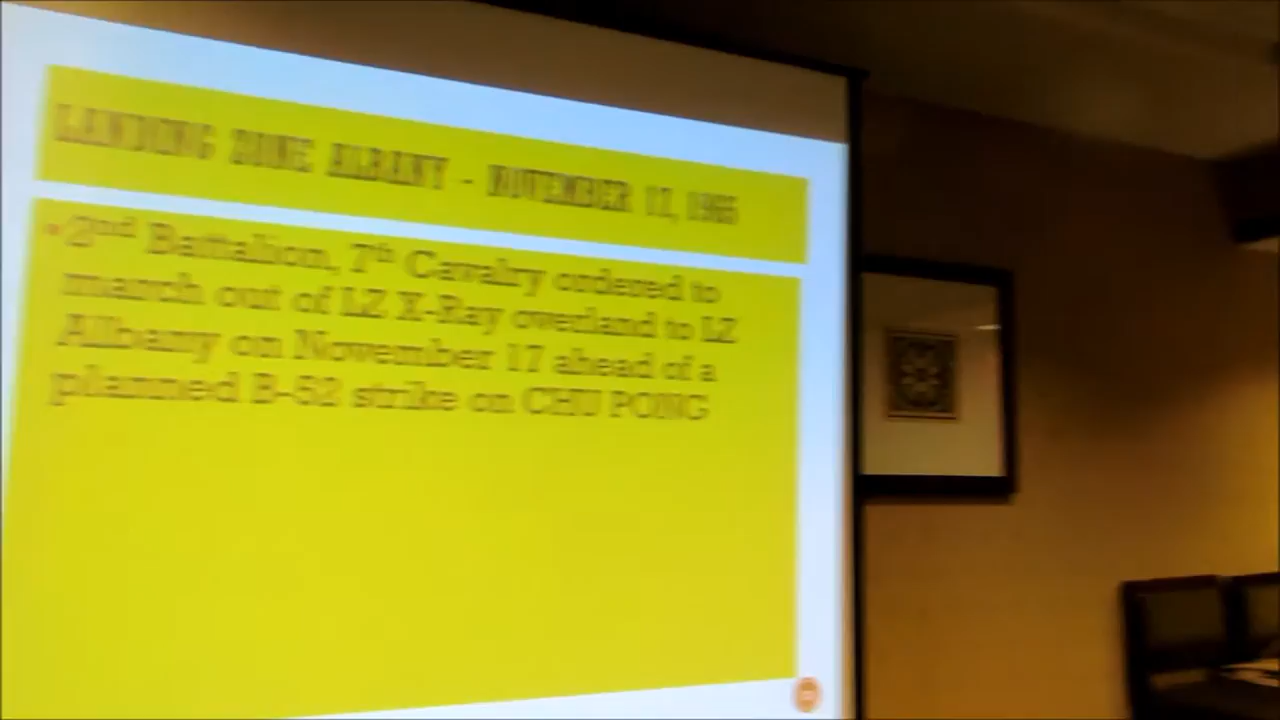 LANDING ZONE ALBANY - NOVEMBER 17, 1965
• 2nd Battalion, 7th Cavalry ordered to
march out of LZ X-Ray overland to LZ
Albany on November 17 ahead of a
planned B-52 strike on CHU PONG